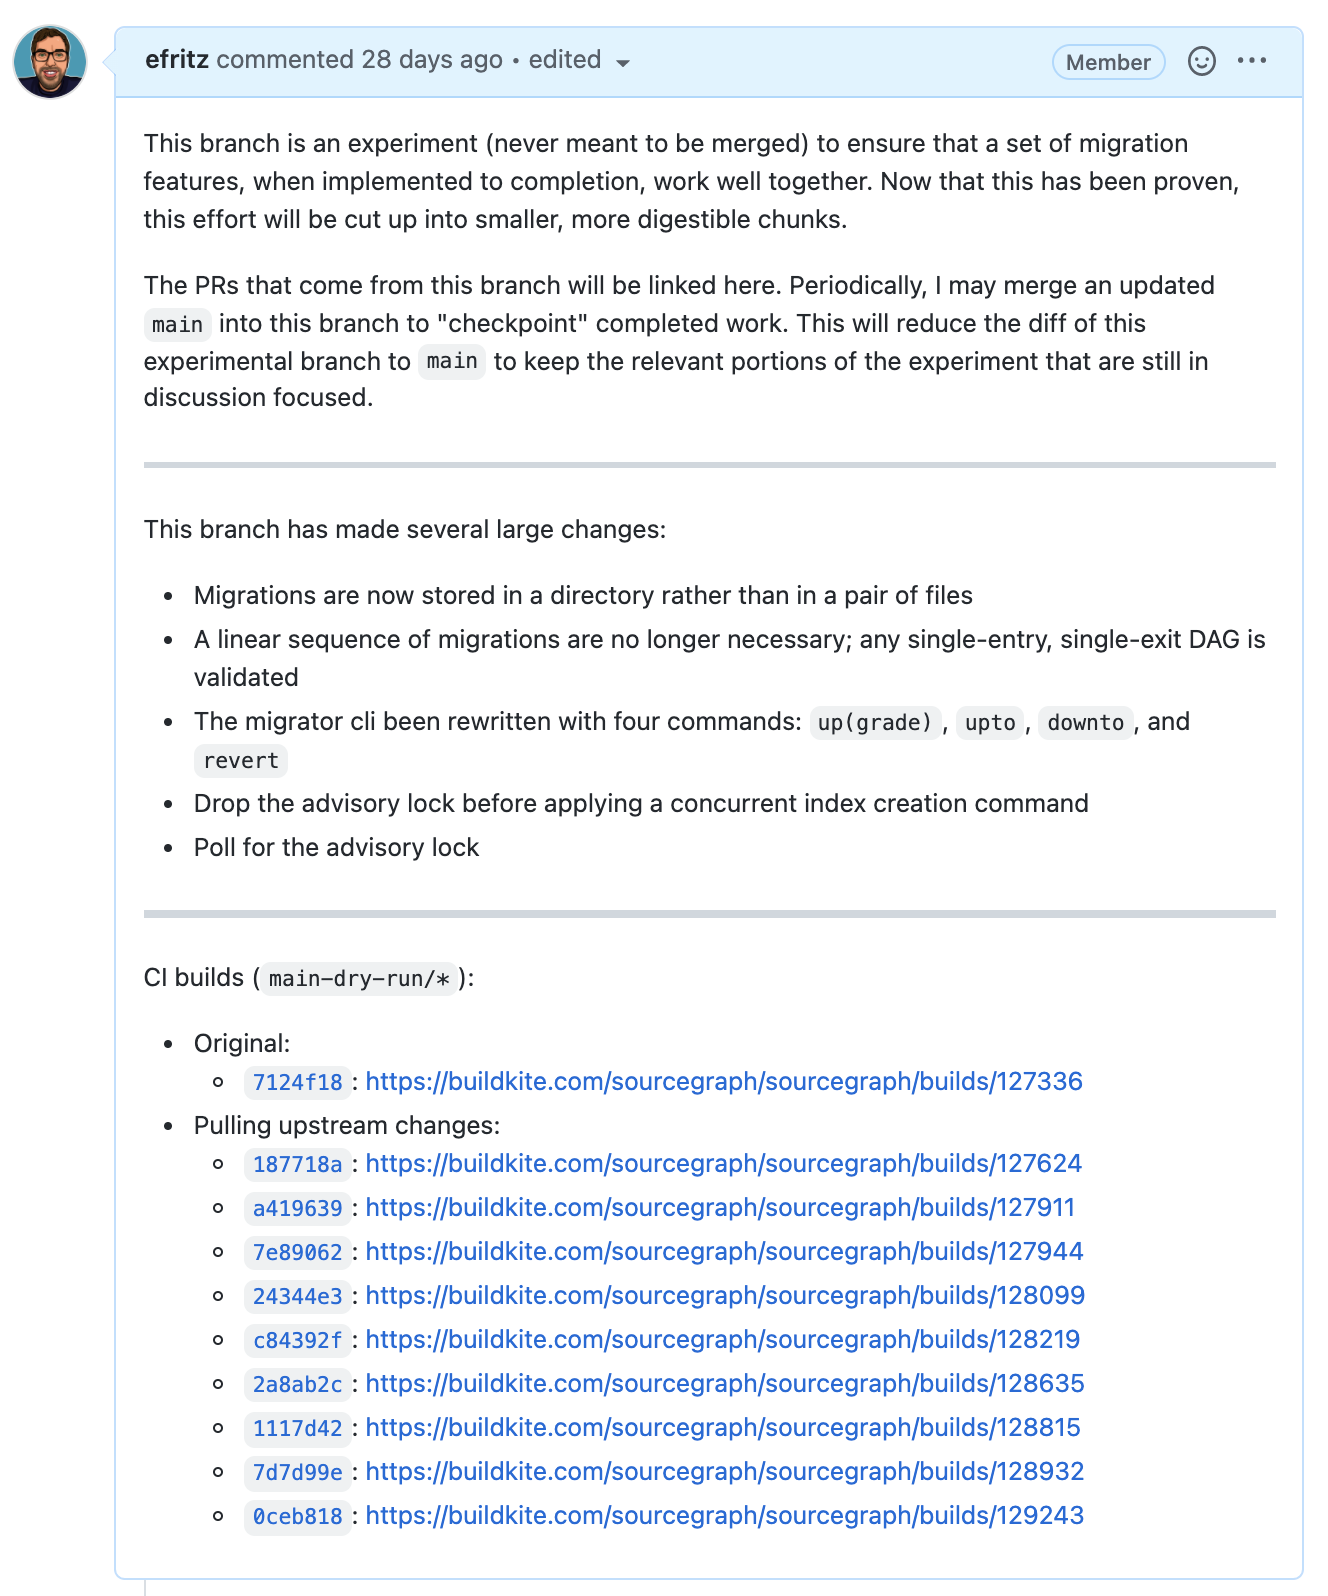 efritz commented 28 days ago • edited
Member
This branch is an experiment (never meant to be merged) to ensure that a set of migration
features, when implemented to completion, work well together. Now that this has been proven,
this effort will be cut up into smaller, more digestible chunks.
The PRs that come from this branch will be linked here. Periodically, I may merge an updated
main into this branch to "checkpoint" completed work. This will reduce the diff of this
experimental branch to main to keep the relevant portions of the experiment that are still in
discussion focused.
This branch has made several large changes:
• Migrations are now stored in a directory rather than in a pair of files
• A linear sequence of migrations are no longer necessary; any single-entry, single-exit DAG is
validated
• The migrator cli been rewritten with four commands: up(grade), upto, downto, and
revert
• Drop the advisory lock before applying a concurrent index creation command
• Poll for the advisory lock
CI builds (main-dry-run/*):
• Original:
◦ 7124f18: https://buildkite.com/sourcegraph/sourcegraph/builds/127336
• Pulling upstream changes:
◦ 187718a: https://buildkite.com/sourcegraph/sourcegraph/builds/127624
◦ a419639: https://buildkite.com/sourcegraph/sourcegraph/builds/127911
◦ 7e89062: https://buildkite.com/sourcegraph/sourcegraph/builds/127944
◦ 24344e3: https://buildkite.com/sourcegraph/sourcegraph/builds/128099
◦ c84392f: https://buildkite.com/sourcegraph/sourcegraph/builds/128219
◦ 2a8ab2c: https://buildkite.com/sourcegraph/sourcegraph/builds/128635
◦ 1117d42: https://buildkite.com/sourcegraph/sourcegraph/builds/128815
◦ 7d7d99e: https://buildkite.com/sourcegraph/sourcegraph/builds/128932
◦ 0ceb818: https://buildkite.com/sourcegraph/sourcegraph/builds/129243